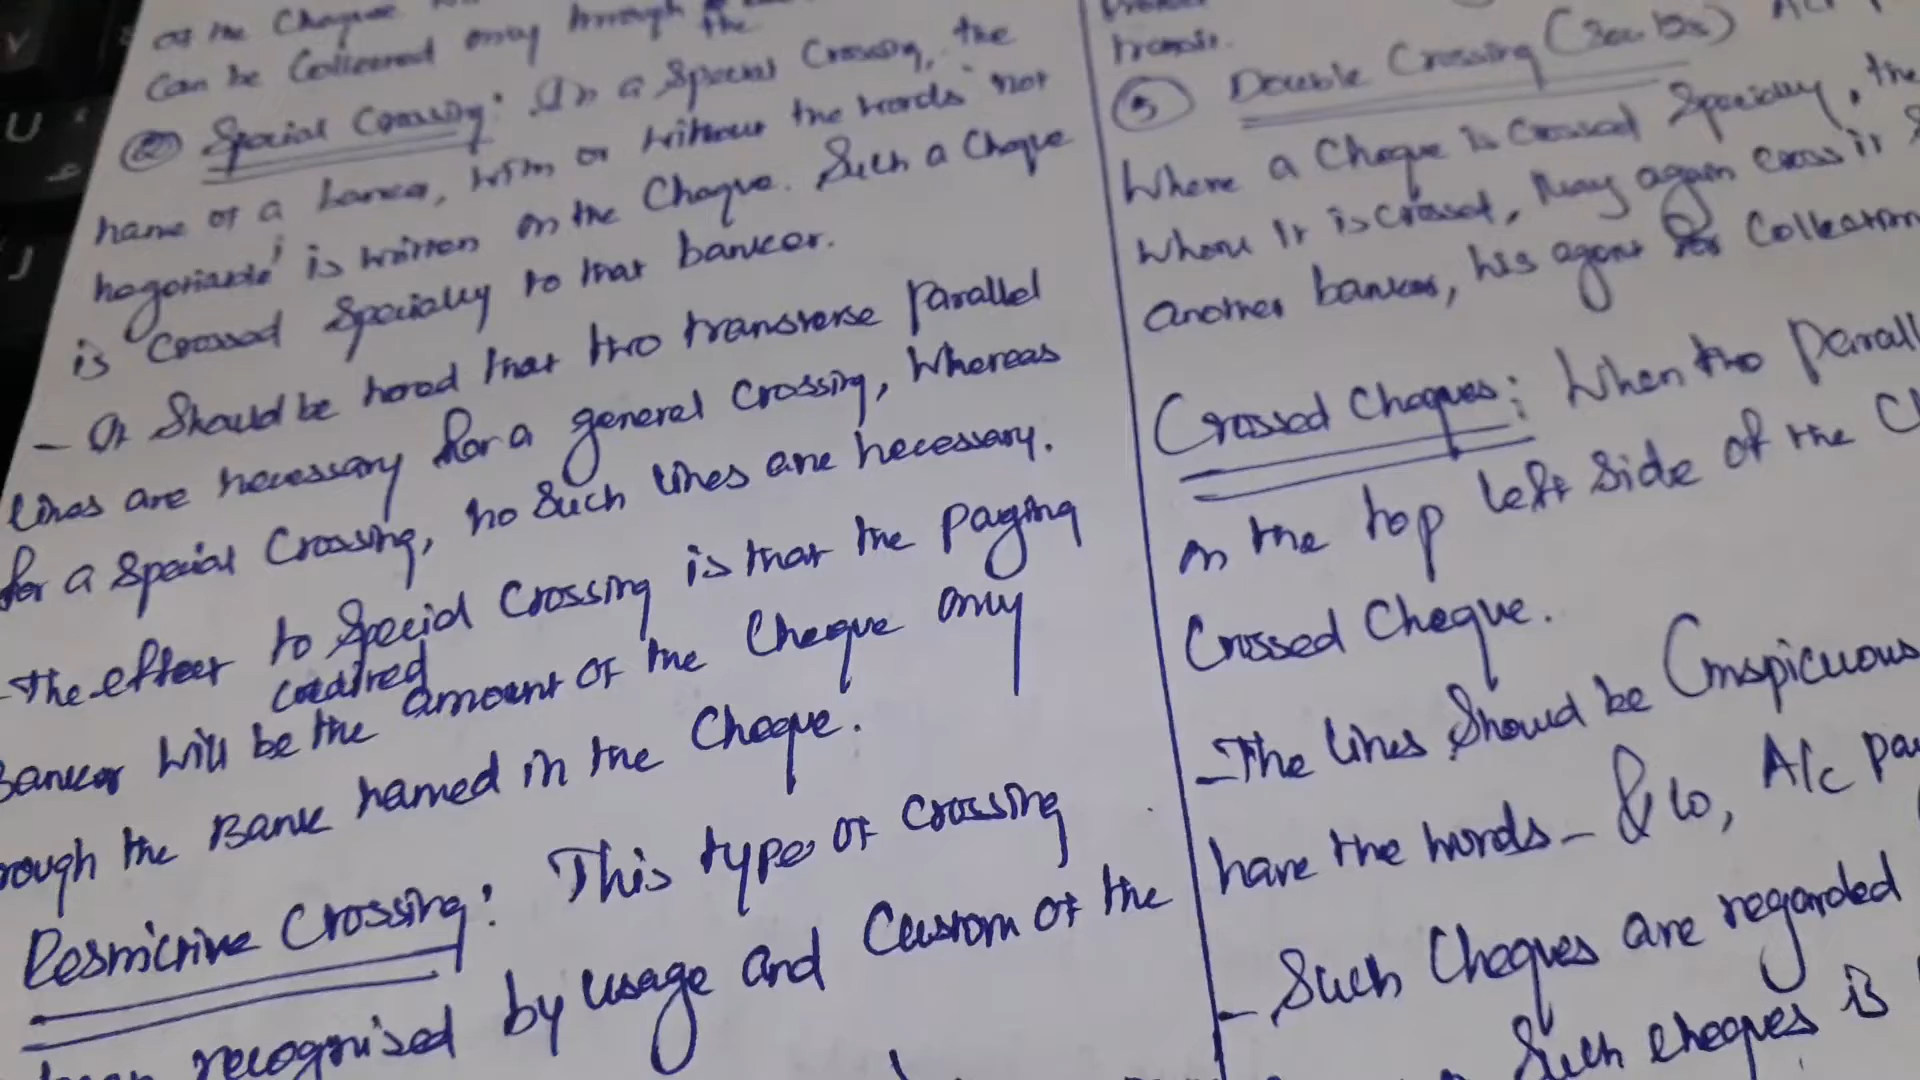 of the Cheque
Can be Collected only through the
② Special Crossing: In a Special Crossing, the
name of a banker, with or without the words 'not
negotiable' is written on the Cheque. Such a Cheque
is Crossed Specially to that banker.
- It Should be noted that two transverse parallel
lines are necessary for a general Crossing, whereas
for a Special Crossing, no Such lines are necessary.
- The effect to Special Crossing is that the paying
credited
Banker will be the amount of the Cheque only
rough the Bank named in the Cheque.
Restrictive Crossing: This type of crossing
been recognised by usage and Custom of the
transit.
⑤ Double Crossing (Sec 125)
Where a Cheque is Crossed Specially, the
whom it is crossed, May again cross it
another banker, his agent for Collection
Crossed Cheques: When two parall
on the top left Side of the C
Crossed Cheque.
- The lines Should be Conspicuous
have the words - & Co, A/c pa
- Such Cheques are regarded
Such cheques is
U
J